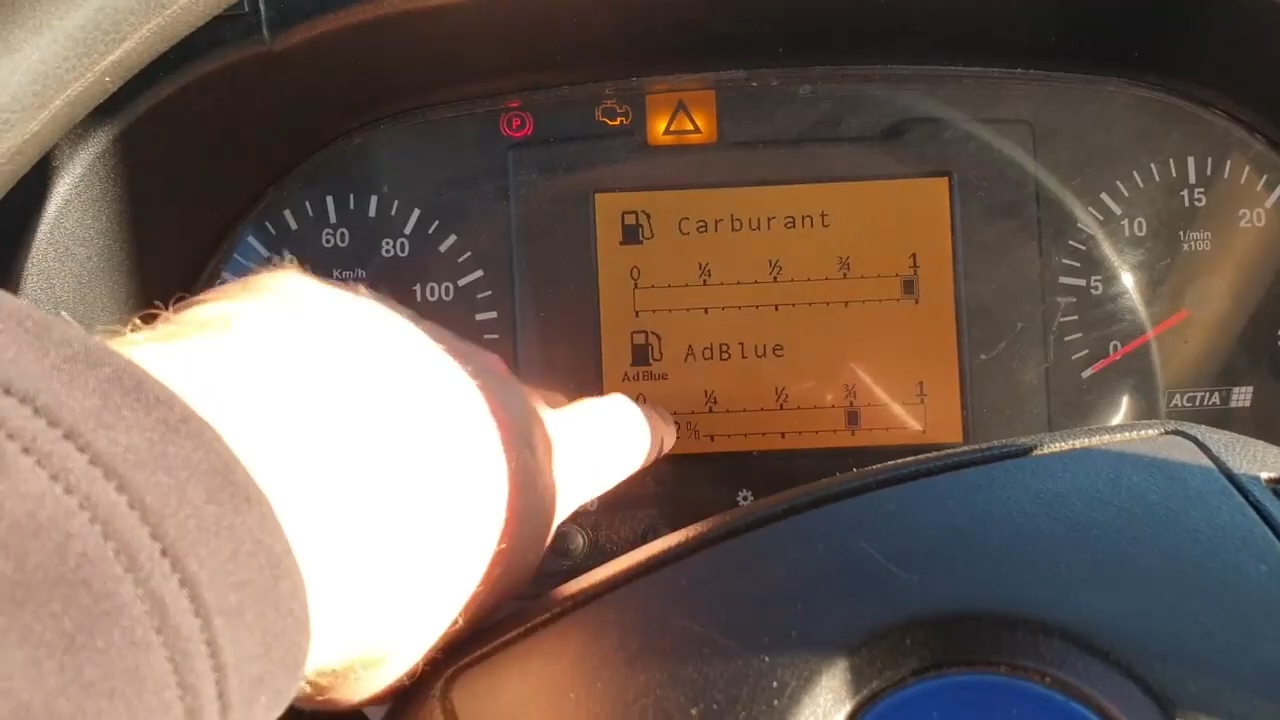 P
Carburant
0 ¼ ½ ¾ 1
AdBlue
AdBlue
0 ¼ ½ ¾ 1
%
60
80
100
Km/h
0
5
10
15
20
1/min
x100
ACTIA